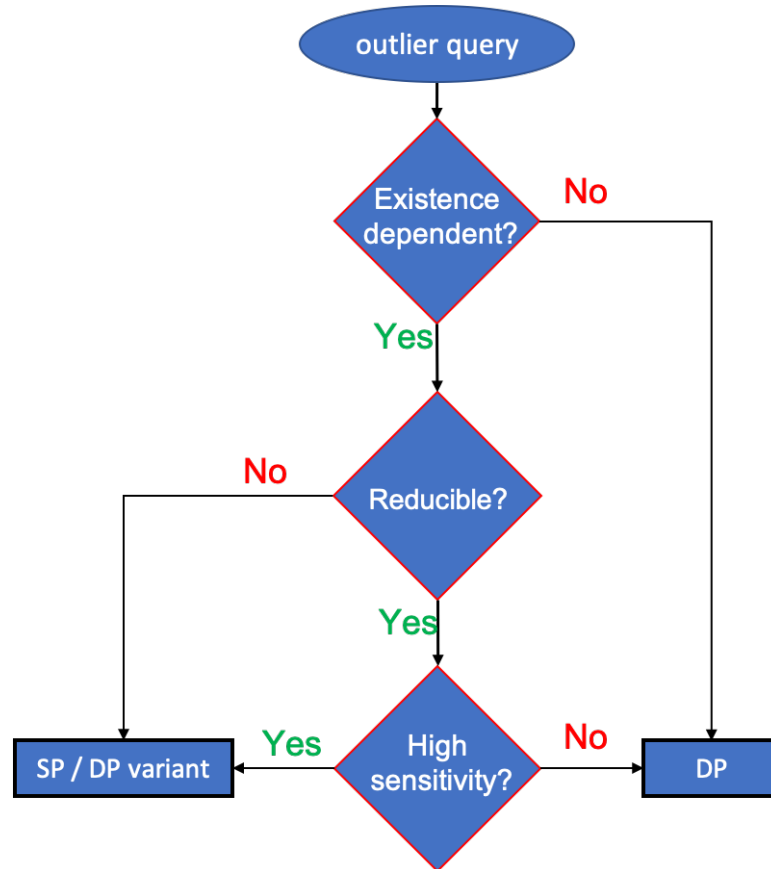 outlier query
Existence
dependent?
No
Yes
No
Reducible?
Yes
SP / DP variant
Yes
High
sensitivity?
No
DP